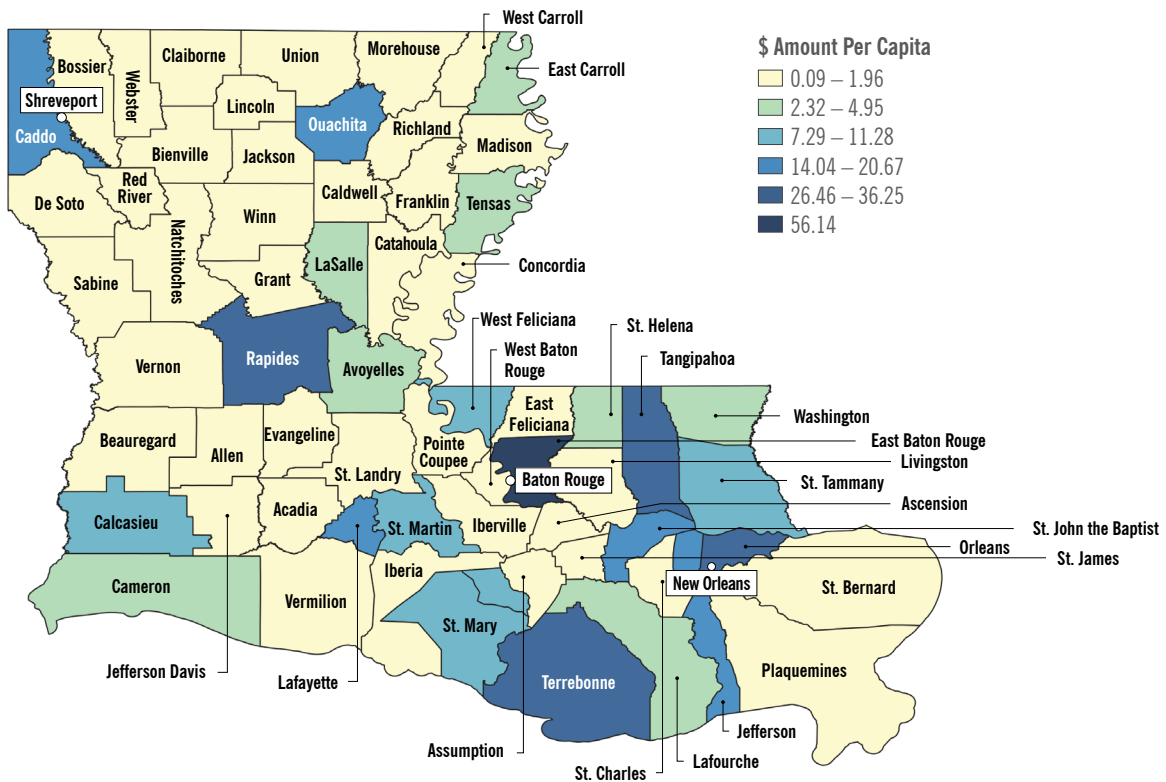 West Carroll
Morehouse
Union
Claiborne
Bossier
Webster
East Carroll
$ Amount Per Capita
0.09 – 1.96
2.32 – 4.95
7.29 – 11.28
14.04 – 20.67
26.46 – 36.25
56.14
Shreveport
Lincoln
Ouachita
Richland
Caddo
Madison
Bienville
Jackson
Red
River
Caldwell
Franklin
Tensas
De Soto
Winn
Natchitoches
Catahoula
LaSalle
Concordia
Sabine
Grant
West Feliciana
St. Helena
Rapides
West Baton
Rouge
Tangipahoa
Vernon
Avoyelles
East
Feliciana
Washington
Beauregard
Allen
Evangeline
Pointe
Coupee
East Baton Rouge
Livingston
St. Landry
Baton Rouge
St. Tammany
Calcasieu
Acadia
St. Martin
Iberville
Ascension
St. John the Baptist
Orleans
St. James
Cameron
Iberia
New Orleans
St. Bernard
Vermilion
St. Mary
Jefferson Davis
Lafayette
Terrebonne
Plaquemines
Assumption
Jefferson
Lafourche
St. Charles